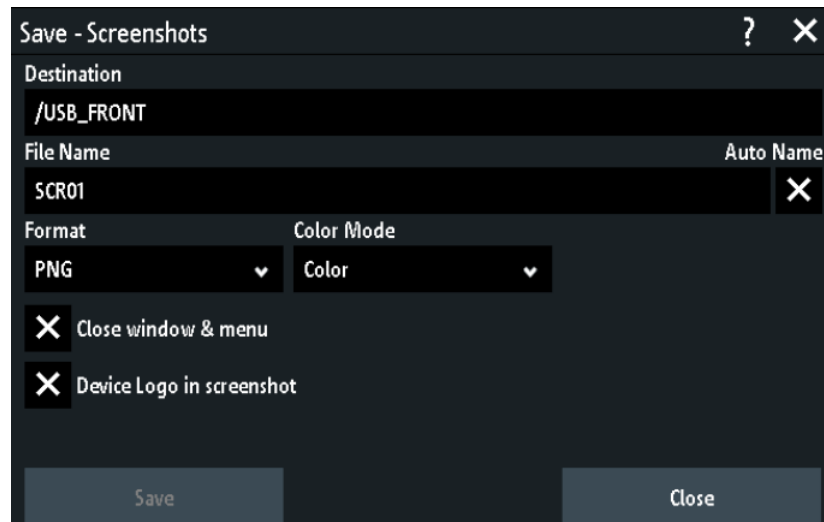 Save - Screenshots ?
Destination
/USB_FRONT
File Name Auto Name
SCR01
Format Color Mode
PNG Color
Close window & menu
Device Logo in screenshot
Save Close